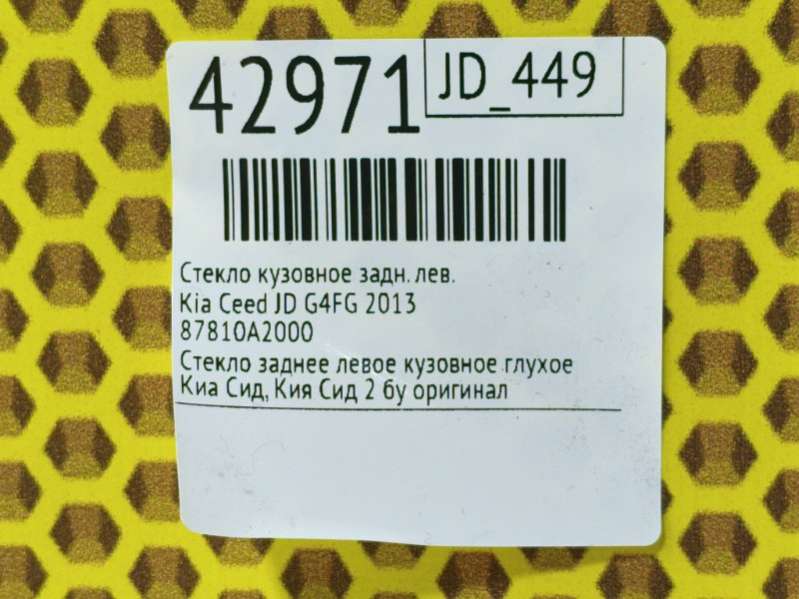 42971
JD_449
Стекло кузовное задн. лев.
Kia Ceed JD G4FG 2013
87810A2000
Стекло заднее левое кузовное глухое
Киа Сид, Кия Сид 2 бу оригинал